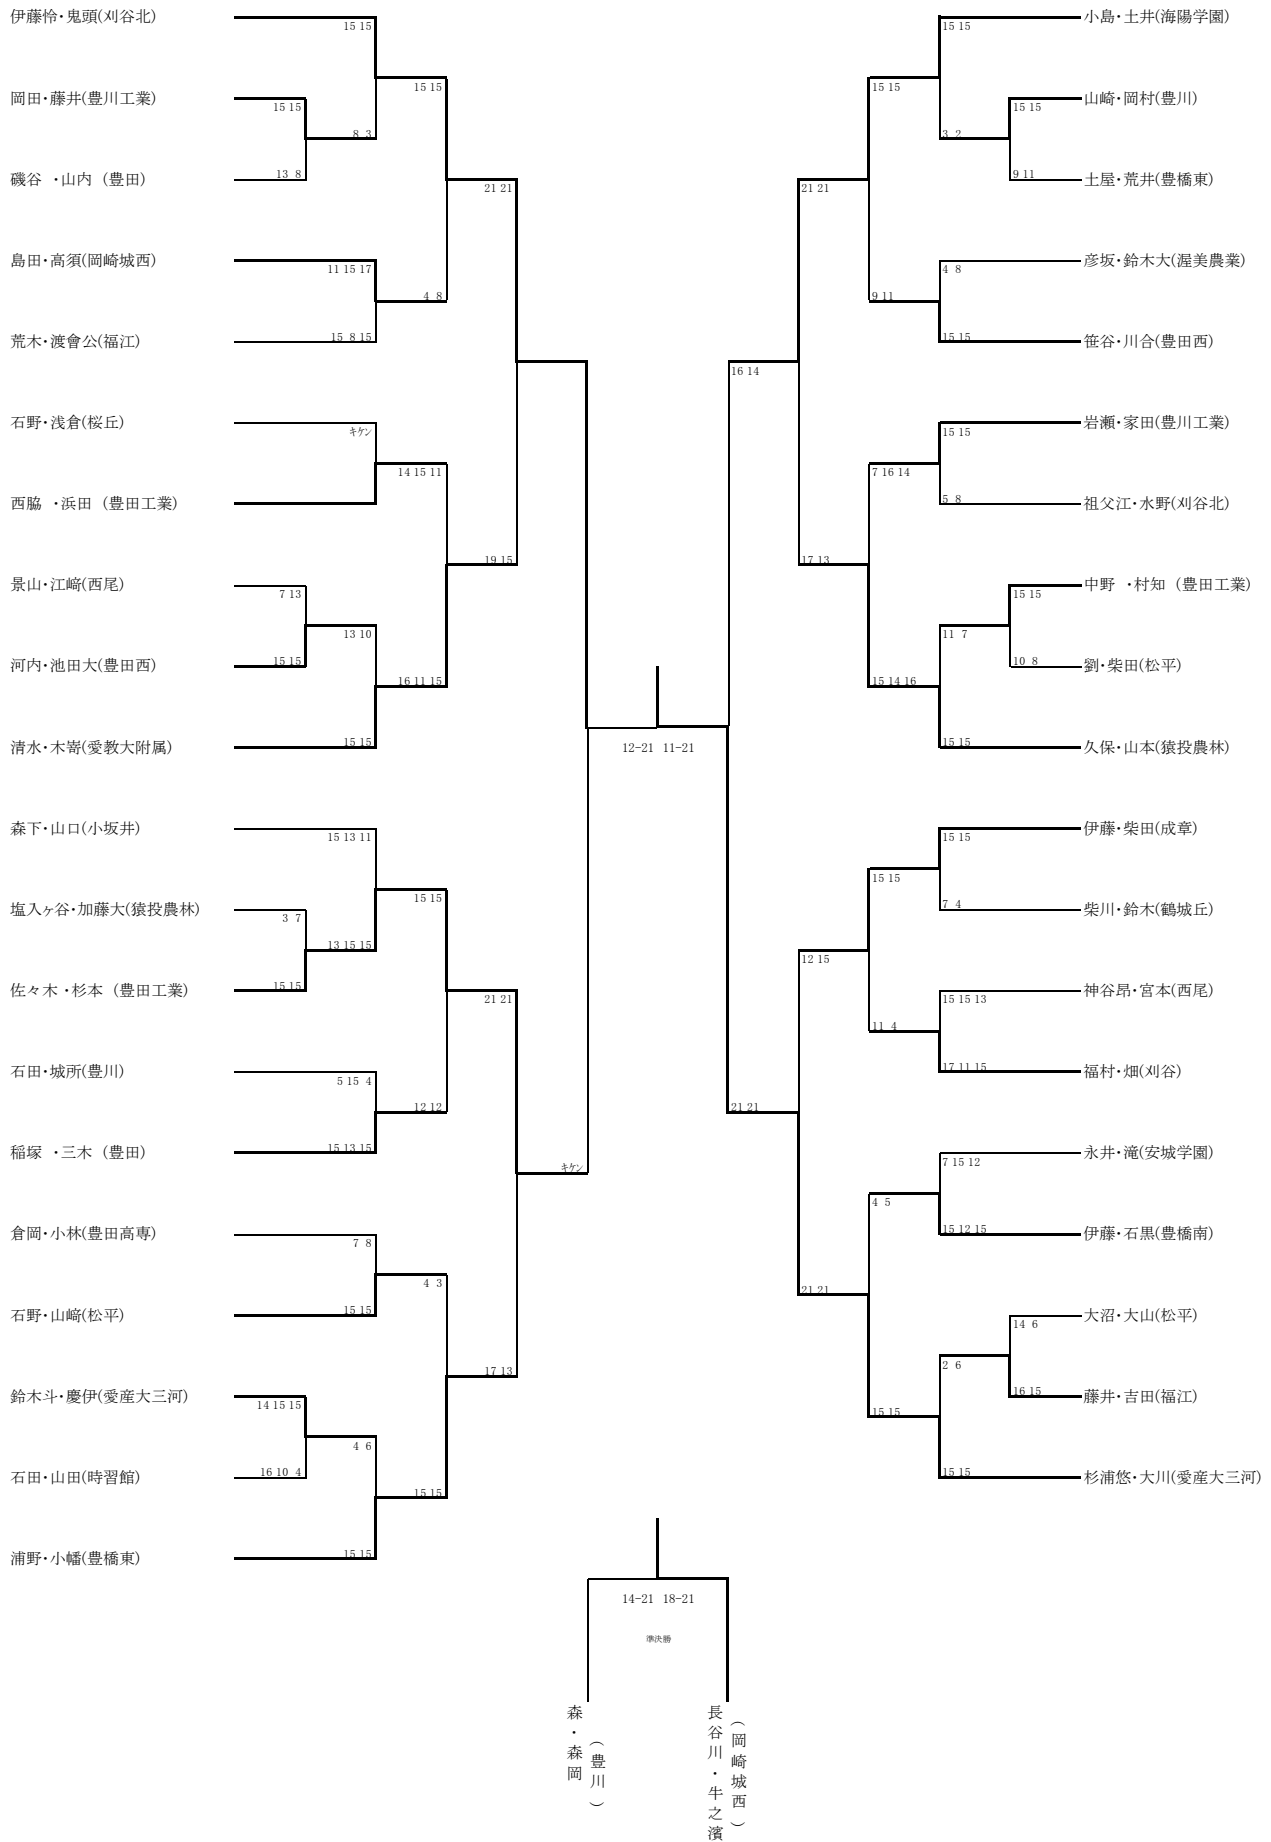 伊藤怜・鬼頭(刈谷北)
15 15
15 15
岡田・藤井(豊川工業)
15 15
8 3
磯谷 ・山内 (豊田)
13 8
21 21
島田・高須(岡崎城西)
11 15 17
4 8
荒木・渡會公(福江)
15 8 15
石野・浅倉(桜丘)
キケン
14 15 11
西脇 ・浜田 (豊田工業)
19 15
景山・江﨑(西尾)
7 13
13 10
河内・池田大(豊田西)
15 15
16 11 15
清水・木嵜(愛教大附属)
15 15
森下・山口(小坂井)
15 13 11
15 15
塩入ヶ谷・加藤大(猿投農林)
3 7
13 15 15
佐々木・杉本 (豊田工業)
15 15
21 21
石田・城所(豊川)
5 15 4
12 12
稲塚 ・三木 (豊田)
15 13 15
キケン
倉岡・小林(豊田高専)
7 8
4 3
石野・山﨑(松平)
15 15
17 13
鈴木斗・慶伊(愛産大三河)
14 15 15
4 6
石田・山田(時習館)
16 10 4
15 15
浦野・小幡(豊橋東)
15 15
12-21 11-21
小島・土井(海陽学園)
15 15
15 15
山崎・岡村(豊川)
15 15
3 2
土屋・荒井(豊橋東)
9 11
21 21
彦坂・鈴木大(渥美農業)
4 8
9 11
笹谷・川合(豊田西)
15 15
16 14
岩瀬・家田(豊川工業)
15 15
7 16 14
祖父江・水野(刈谷北)
5 8
17 13
中野 ・村知 (豊田工業)
15 15
11 7
劉・柴田(松平)
10 8
15 14 16
久保・山本(猿投農林)
15 15
伊藤・柴田(成章)
15 15
15 15
柴川・鈴木(鶴城丘)
7 4
12 15
神谷昂・宮本(西尾)
15 15 13
11 4
福村・畑(刈谷)
17 11 15
21 21
永井・滝(安城学園)
7 15 12
4 5
伊藤・石黒(豊橋南)
15 12 15
21 21
大沼・大山(松平)
14 6
2 6
藤井・吉田(福江)
16 15
15 15
杉浦悠・大川(愛産大三河)
15 15
14-21 18-21
準決勝
森・森岡
(豊川)
長谷川・牛之濱
(岡崎城西)